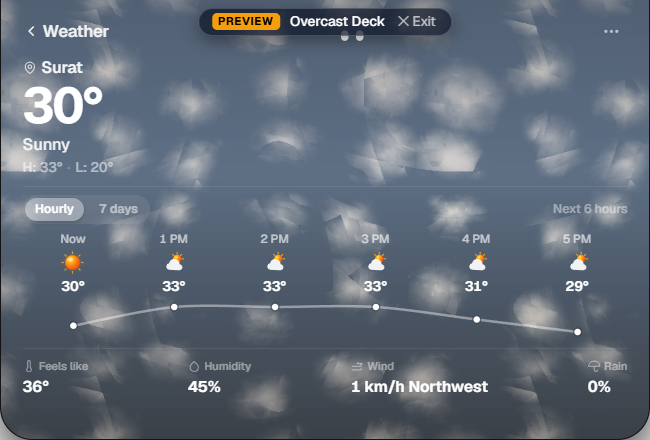 PREVIEW Overcast Deck Exit
Weather
Surat
30°
Sunny
H: 33° · L: 20°
Hourly 7 days Next 6 hours
Now 1 PM 2 PM 3 PM 4 PM 5 PM
30° 33° 33° 33° 31° 29°
Feels like Humidity Wind Rain
36° 45% 1 km/h Northwest 0%